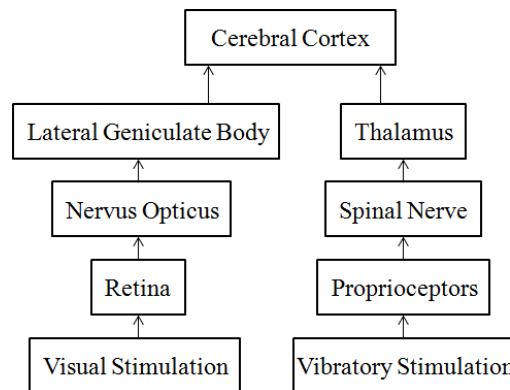 Cerebral Cortex
Lateral Geniculate Body
Thalamus
Nervus Opticus
Spinal Nerve
Retina
Proprioceptors
Visual Stimulation
Vibratory Stimulation